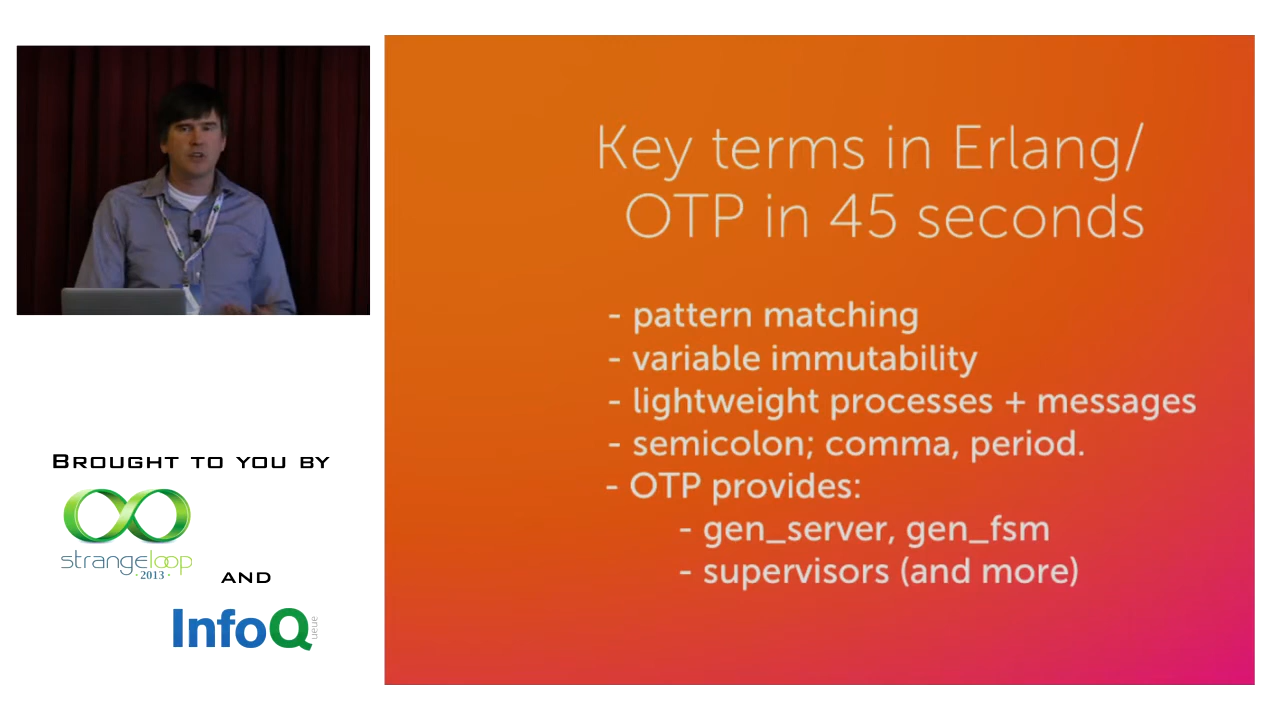 Key terms in Erlang/
OTP in 45 seconds
- pattern matching
- variable immutability
- lightweight processes + messages
- semicolon; comma, period.
- OTP provides:
- gen_server, gen_fsm
- supervisors (and more)
BROUGHT TO YOU BY
strangeloop
· 2013 ·
AND
InfoQ
ueue